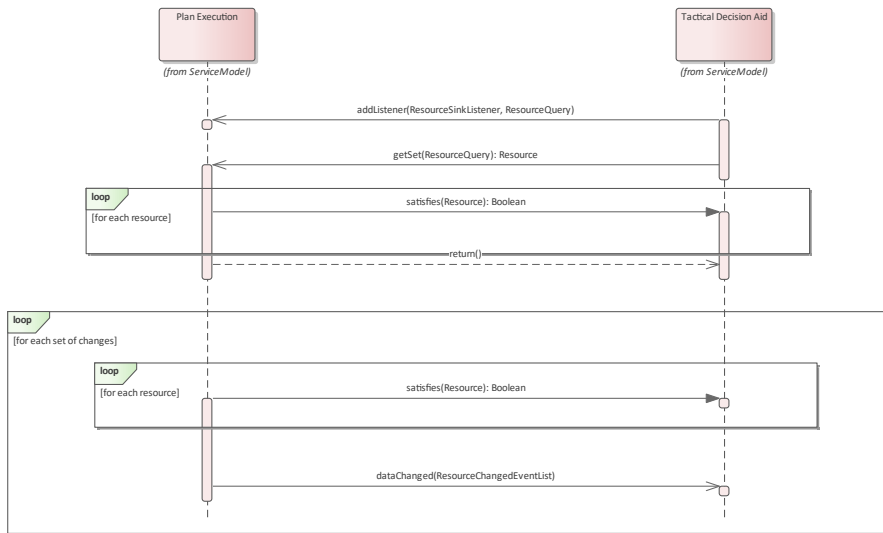 Plan Execution
Tactical Decision Aid
(from ServiceModel)
(from ServiceModel)
addListener(ResourceSinkListener, ResourceQuery)
getSet(ResourceQuery): Resource
loop
[for each resource]
satisfies(Resource): Boolean
return()
loop
[for each set of changes]
loop
[for each resource]
satisfies(Resource): Boolean
dataChanged(ResourceChangedEventList)